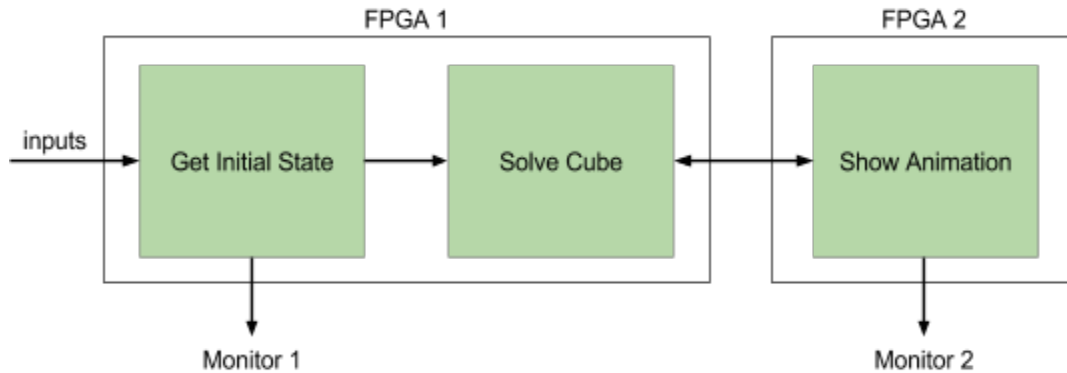 FPGA 1
FPGA 2
inputs
Get Initial State
Solve Cube
Show Animation
Monitor 1
Monitor 2